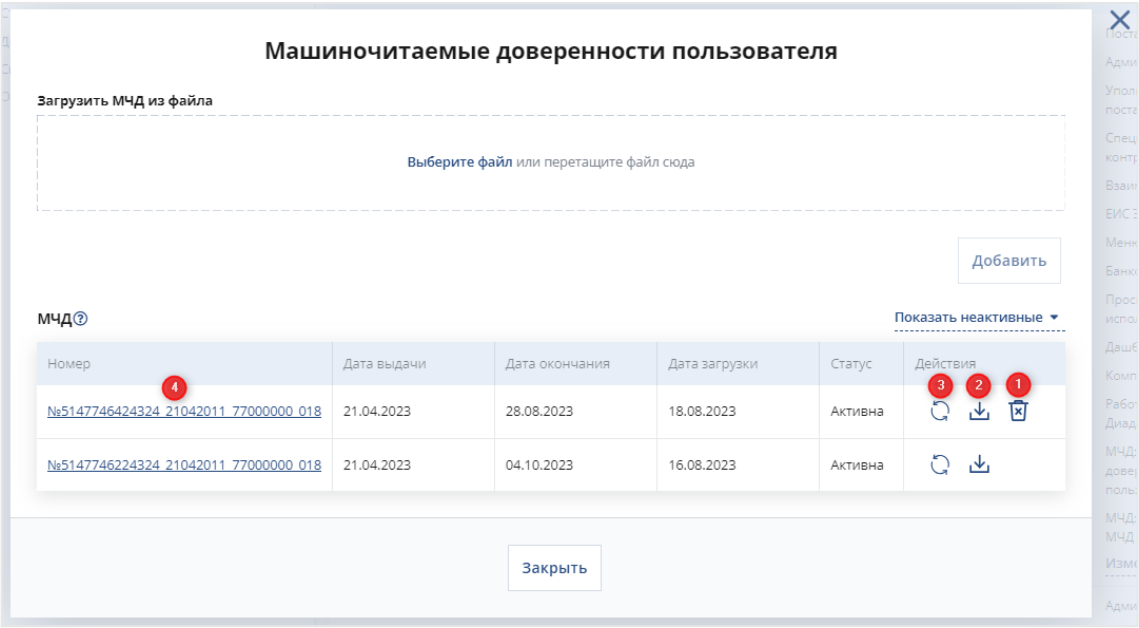 Машиночитаемые доверенности пользователя
Загрузить МЧД из файла
Выберите файл или перетащите файл сюда
Добавить
МЧД
Показать неактивные
Номер Дата выдачи Дата окончания Дата загрузки Статус Действия
4 3 2 1
№5147746424324_21042011_77000000_018 21.04.2023 28.08.2023 18.08.2023 Активна
№5147746224324_21042011_77000000_018 21.04.2023 04.10.2023 16.08.2023 Активна
Закрыть
ЕИС
МЧД